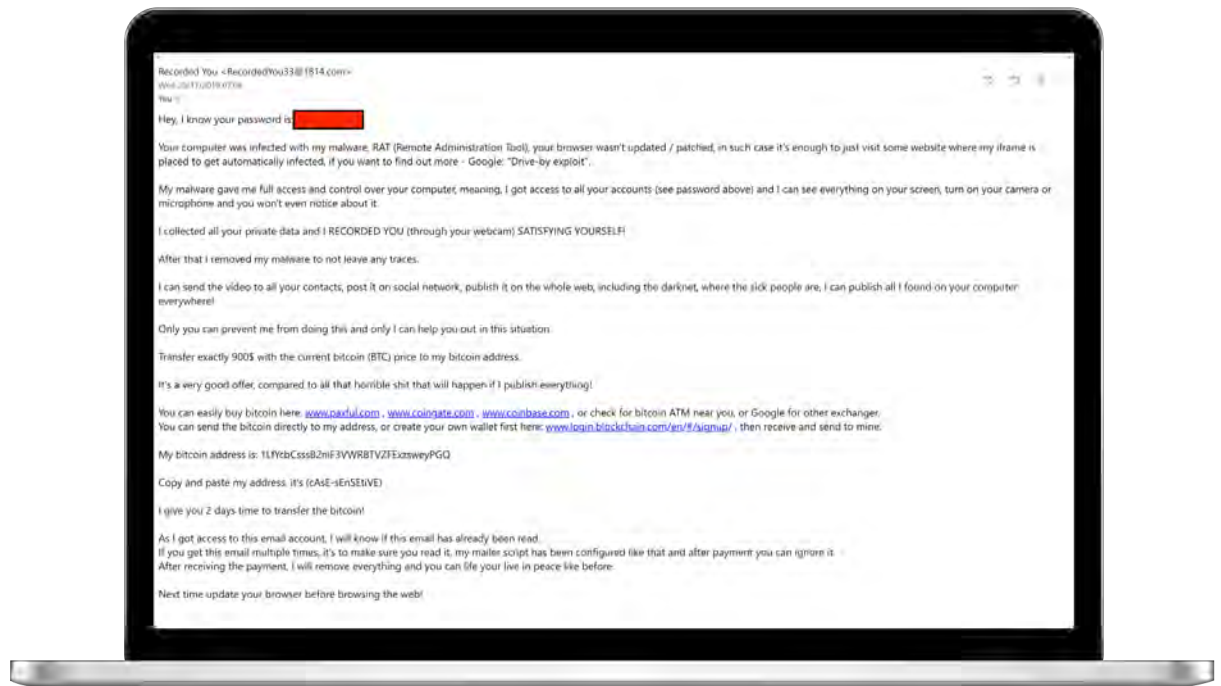 Recorded You <RecordedYou33@1814.com>
Wed 20/11/2019 07:08
You
Hey, I know your password is:
Your computer was infected with my malware, RAT (Remote Administration Tool), your browser wasn't updated / patched, in such case it's enough to just visit some website where my iframe is
placed to get automatically infected, if you want to find out more - Google: "Drive-by exploit".
My malware gave me full access and control over your computer, meaning, I got access to all your accounts (see password above) and I can see everything on your screen, turn on your camera or
microphone and you won't even notice about it.
I collected all your private data and I RECORDED YOU (through your webcam) SATISFYING YOURSELF!
After that I removed my malware to not leave any traces.
I can send the video to all your contacts, post it on social network, publish it on the whole web, including the darknet, where the sick people are, I can publish all I found on your computer
everywhere!
Only you can prevent me from doing this and only I can help you out in this situation.
Transfer exactly 900$ with the current bitcoin (BTC) price to my bitcoin address.
It's a very good offer, compared to all that horrible shit that will happen if I publish everything!
You can easily buy bitcoin here: www.paxful.com , www.coingate.com , www.coinbase.com , or check for bitcoin ATM near you, or Google for other exchanger.
You can send the bitcoin directly to my address, or create your own wallet first here: www.login.blockchain.com/en/#/signup/ , then receive and send to mine.
My bitcoin address is:
Copy and paste my address, it's (cAsE-sEnSEtiVE)
I give you 2 days time to transfer the bitcoin!
As I got access to this email account, I will know if this email has already been read.
If you get this email multiple times, it's to make sure you read it, my mailer script has been configured like that and after payment you can ignore it.
After receiving the payment, I will remove everything and you can life your live in peace like before.
Next time update your browser before browsing the web!